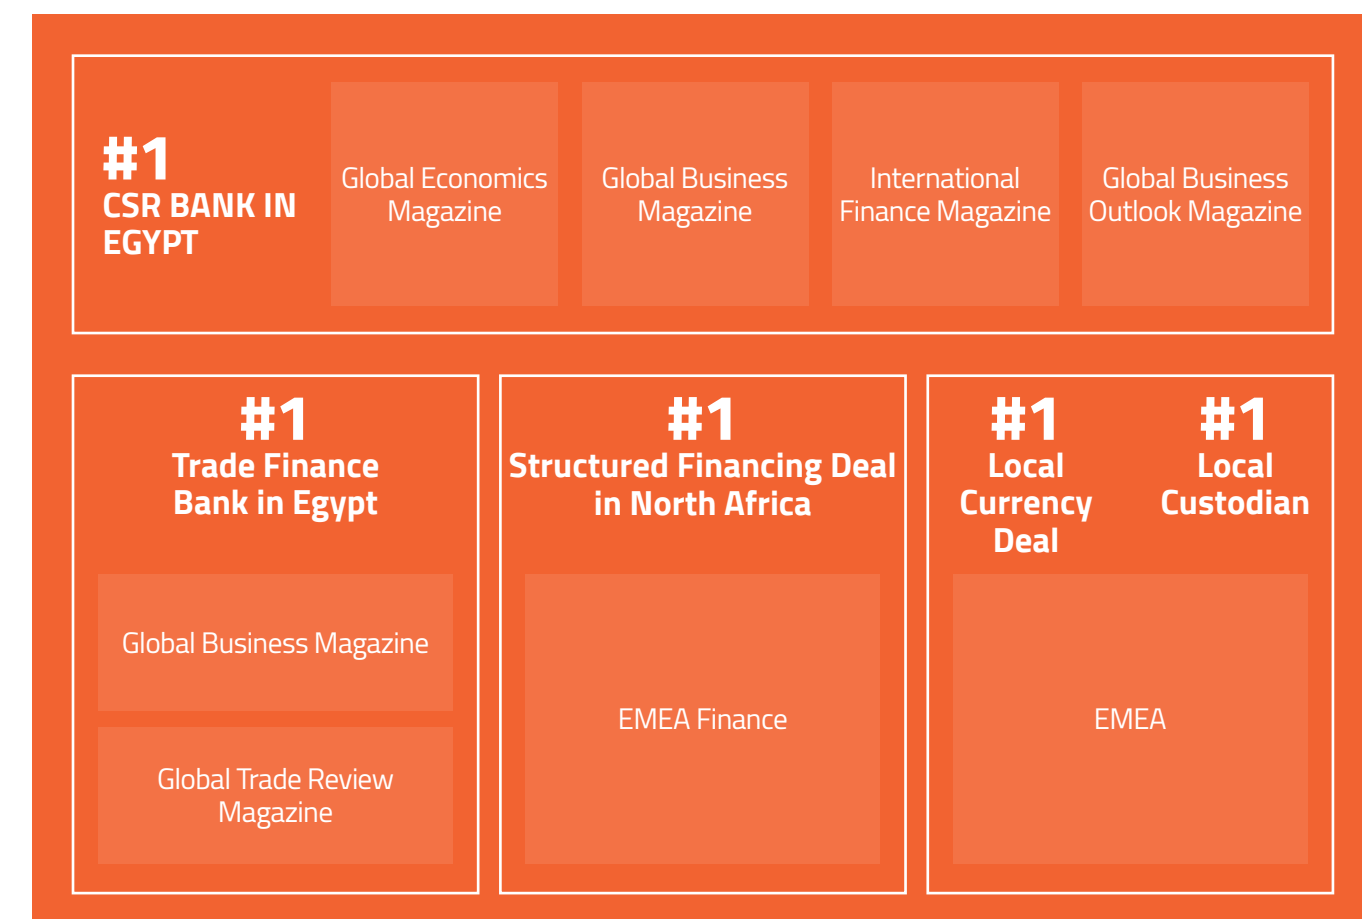 #1
CSR BANK IN
EGYPT
Global Economics
Magazine
Global Business
Magazine
International
Finance Magazine
Global Business
Outlook Magazine
#1
Trade Finance
Bank in Egypt
Global Business Magazine
Global Trade Review
Magazine
#1
Structured Financing Deal
in North Africa
EMEA Finance
#1
Local
Currency
Deal
#1
Local
Custodian
EMEA